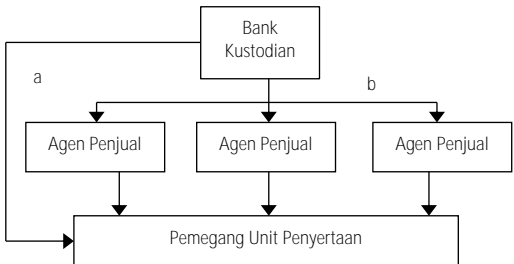 Bank
Kustodian
a
b
Agen Penjual
Agen Penjual
Agen Penjual
Pemegang Unit Penyertaan